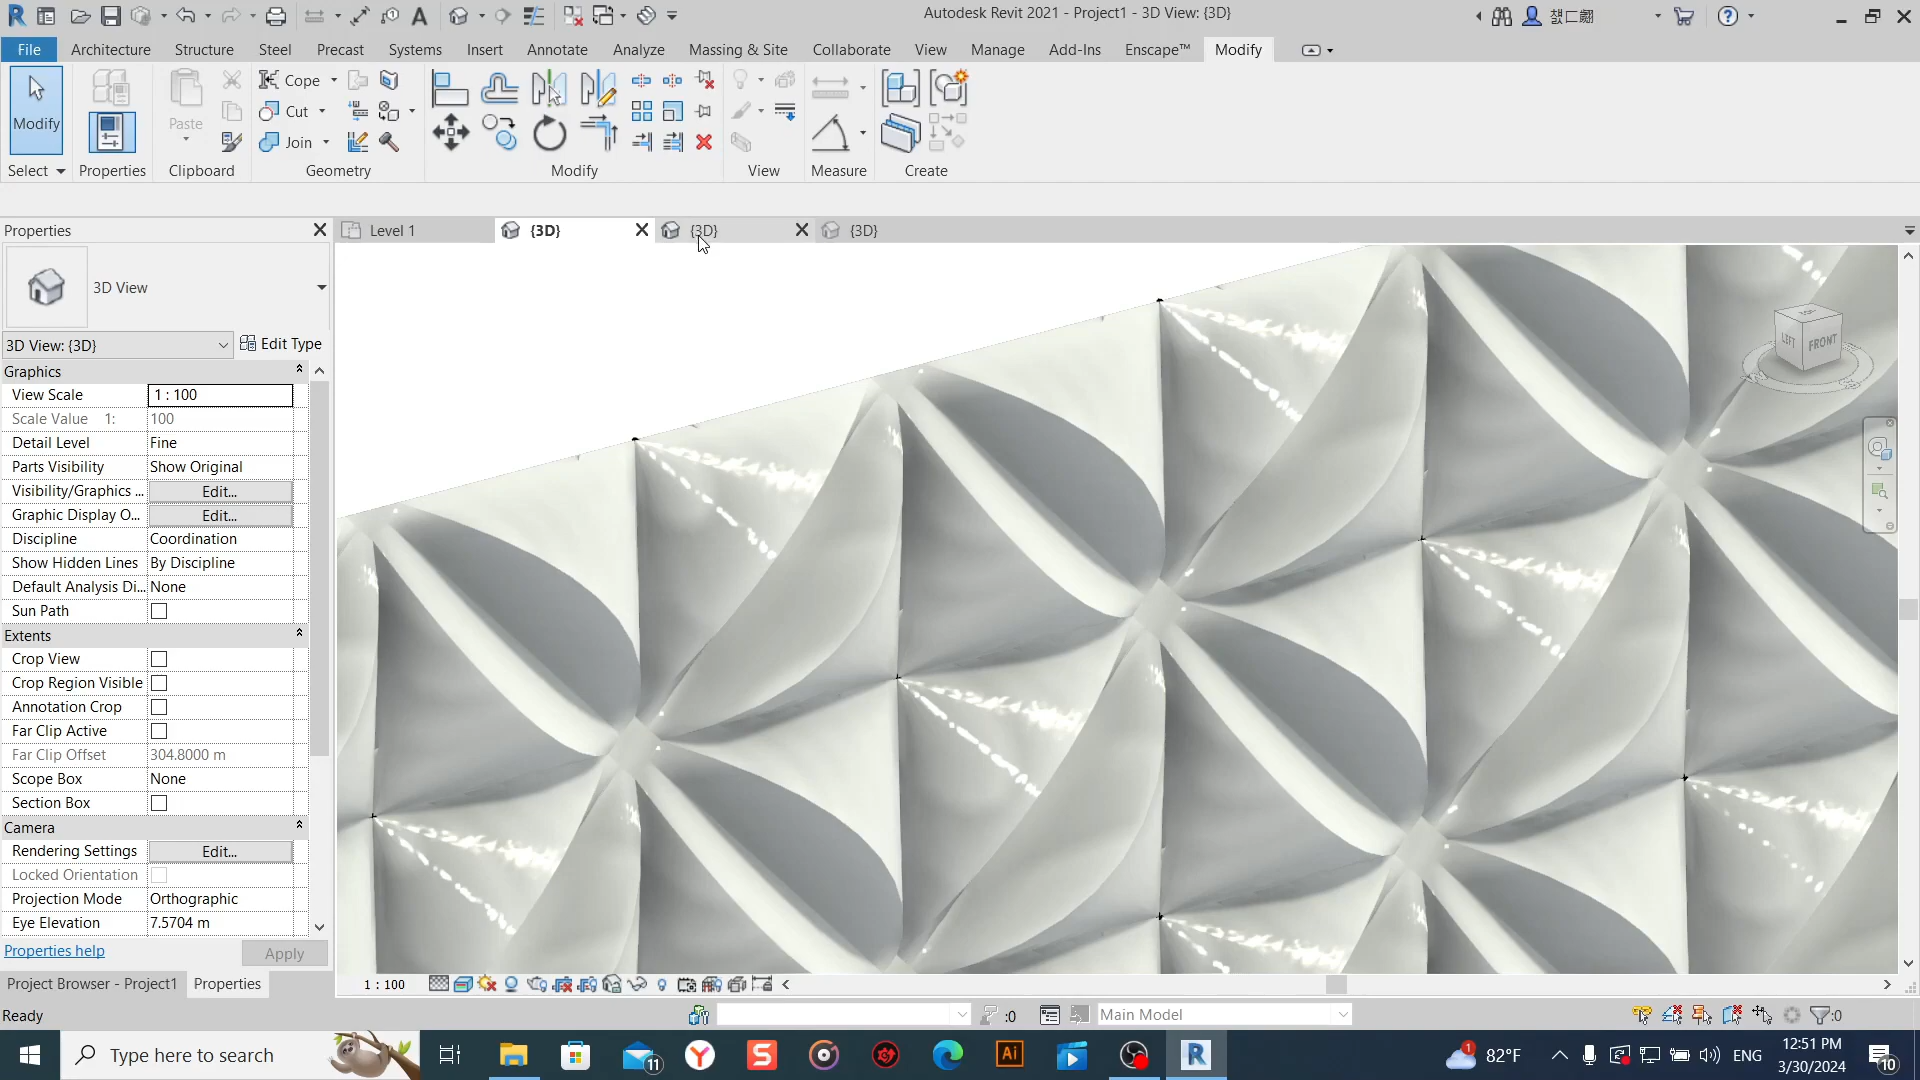 Autodesk Revit 2021 - Project1 - 3D View: {3D}
File Architecture Structure Steel Precast Systems Insert Annotate Analyze Massing & Site Collaborate View Manage Add-Ins Enscape™ Modify
Modify
Paste
Cope
Cut
Join
Select Properties Clipboard Geometry Modify View Measure Create
Properties
Level 1 {3D} {3D} {3D}
3D View
3D View: {3D} Edit Type
Graphics
View Scale 1 : 100
Scale Value 1: 100
Detail Level Fine
Parts Visibility Show Original
Visibility/Graphics ... Edit...
Graphic Display O... Edit...
Discipline Coordination
Show Hidden Lines By Discipline
Default Analysis Di... None
Sun Path
Extents
Crop View
Crop Region Visible
Annotation Crop
Far Clip Active
Far Clip Offset 304.8000 m
Scope Box None
Section Box
Camera
Rendering Settings Edit...
Locked Orientation
Projection Mode Orthographic
Eye Elevation 7.5704 m
Properties help Apply
Project Browser - Project1 Properties
TOP
LEFT FRONT
1 : 100
Ready :0 Main Model :0
Type here to search
11
Ai
1
82°F
ENG
12:51 PM
3/30/2024
10